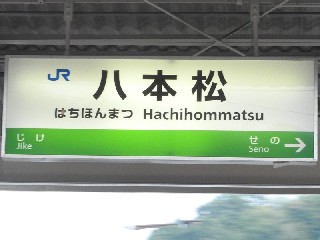 JR 八本松
はちほんまつ Hachihommatsu
じけ せの
Jike Seno →